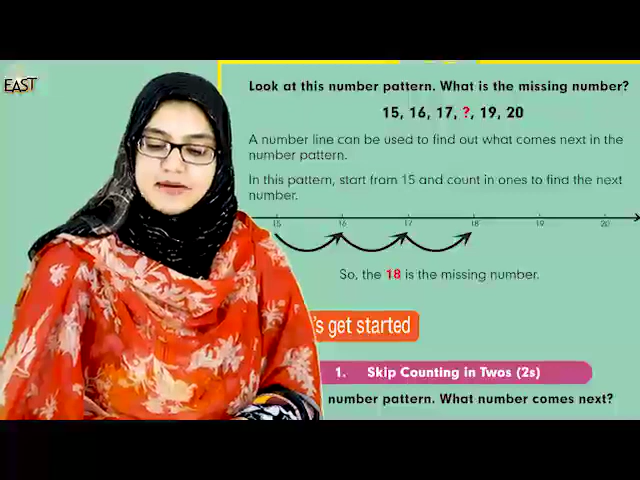 EAST
Look at this number pattern. What is the missing number?
15, 16, 17, ?, 19, 20
A number line can be used to find out what comes next in the
number pattern.
In this pattern, start from 15 and count in ones to find the next
number.
15 16 17 18 19 20
So, the 18 is the missing number.
's get started
1. Skip Counting in Twos (2s)
number pattern. What number comes next?